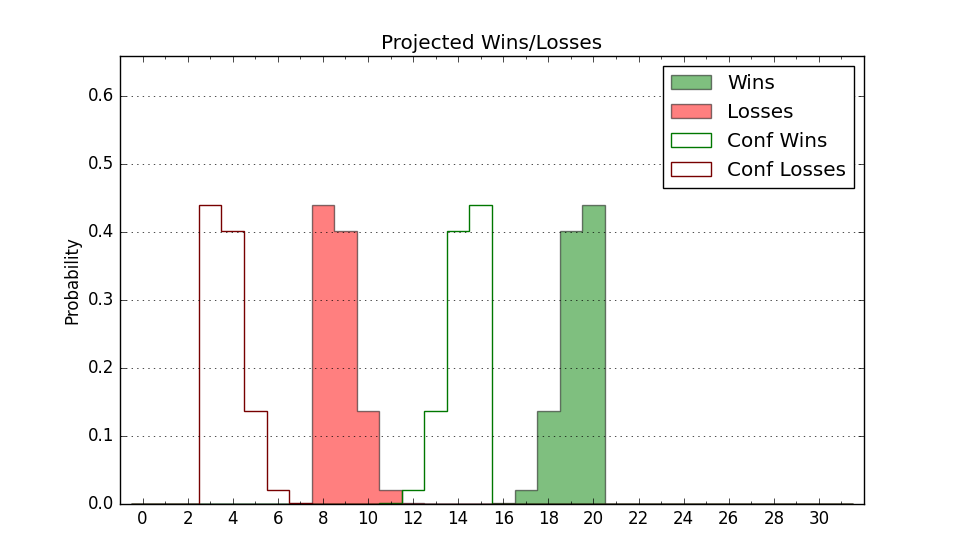 Projected Wins/Losses
Probability
0.6
0.5
0.4
0.3
0.2
0.1
0.0
0 2 4 6 8 10 12 14 16 18 20 22 24 26 28 30
Wins
Losses
Conf Wins
Conf Losses